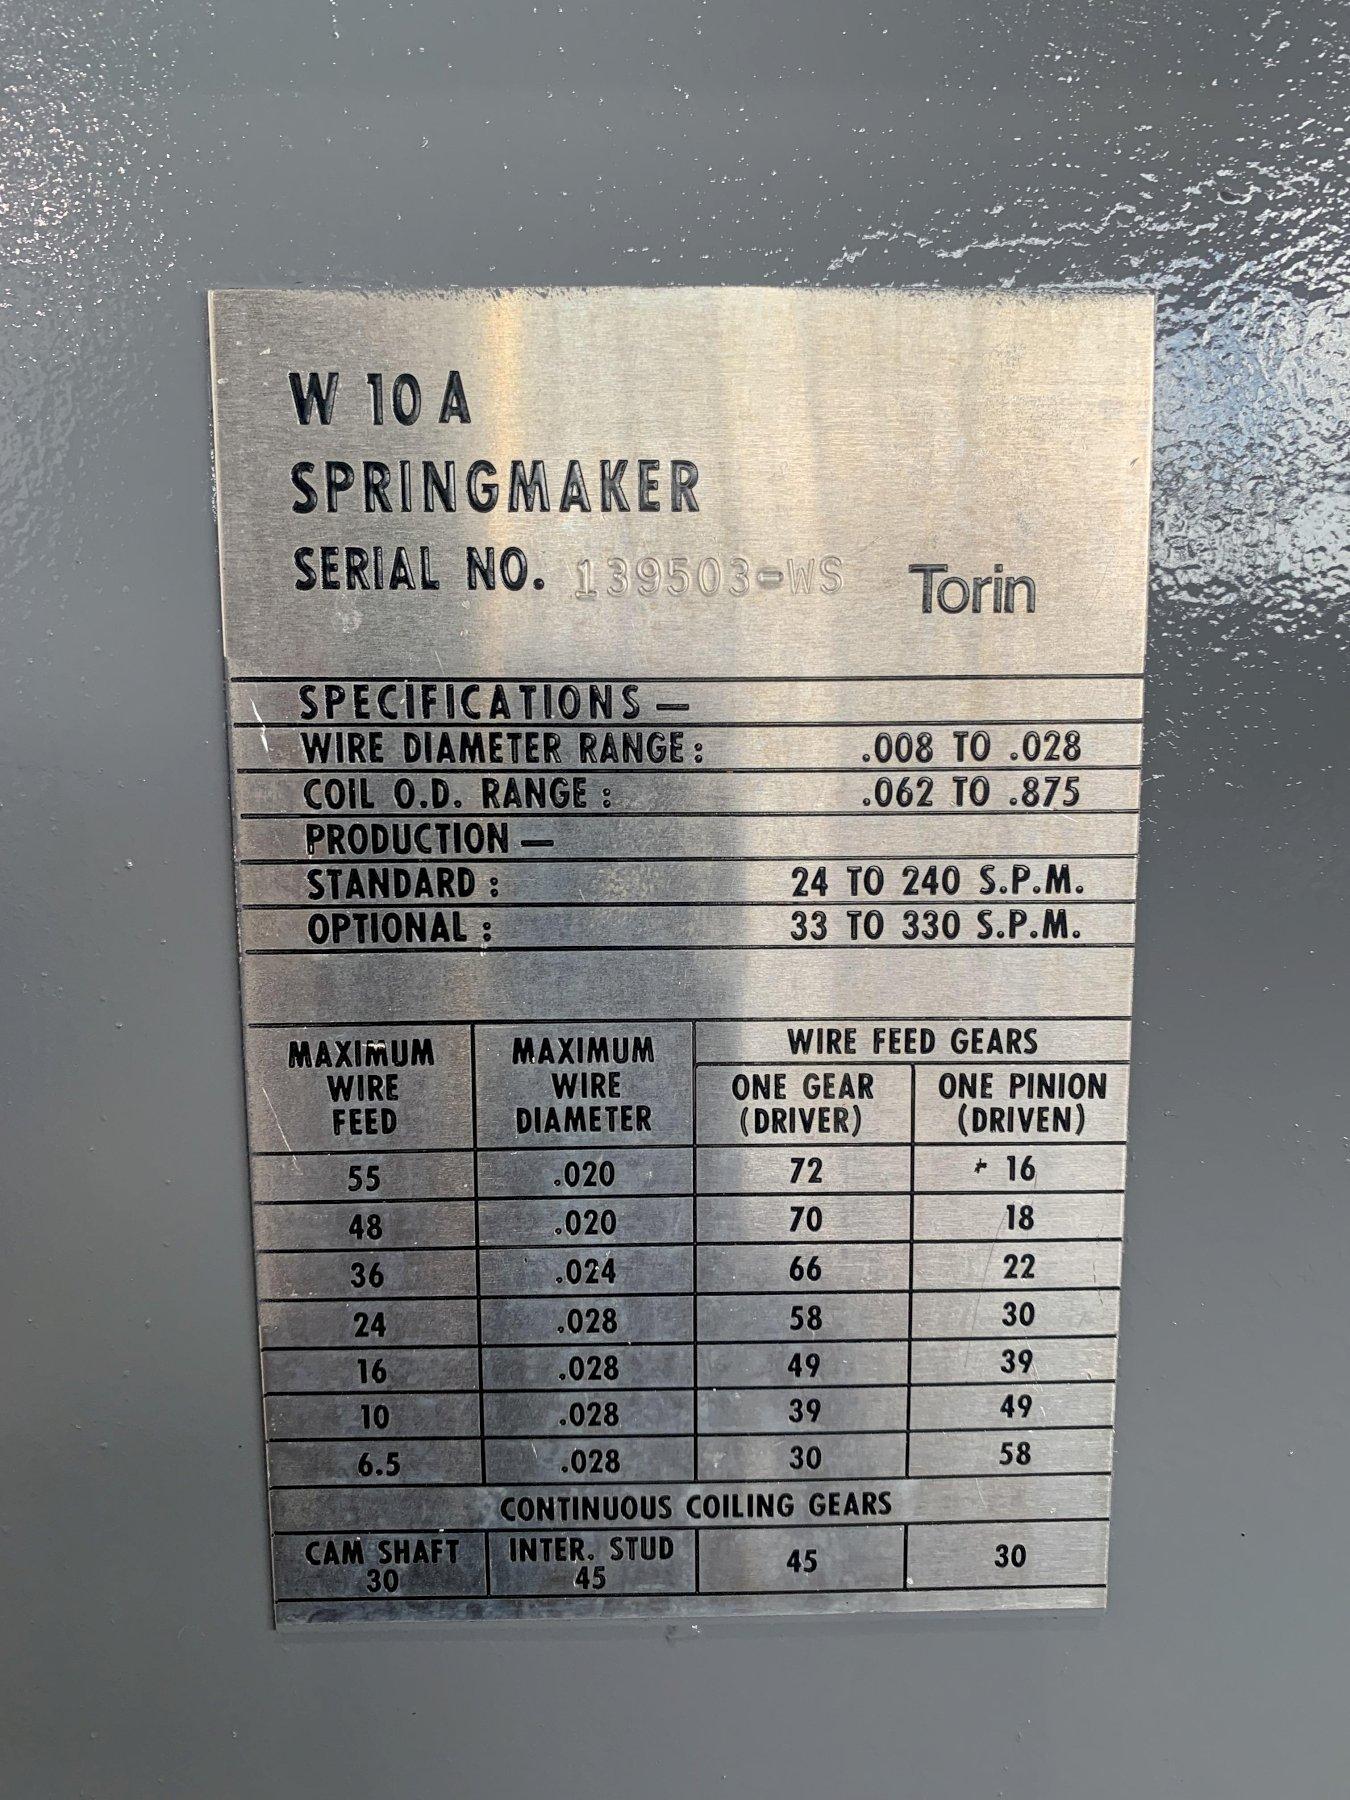 W 10 A
SPRINGMAKER
SERIAL NO. 139503-WS Torin
SPECIFICATIONS —
WIRE DIAMETER RANGE: .008 TO .028
COIL O.D. RANGE : .062 TO .875
PRODUCTION —
STANDARD : 24 TO 240 S.P.M.
OPTIONAL : 33 TO 330 S.P.M.
MAXIMUM WIRE FEED
MAXIMUM WIRE DIAMETER
WIRE FEED GEARS
ONE GEAR (DRIVER)
ONE PINION (DRIVEN)
55 .020 72 16
48 .020 70 18
36 .024 66 22
24 .028 58 30
16 .028 49 39
10 .028 39 49
6.5 .028 30 58
CONTINUOUS COILING GEARS
CAM SHAFT 30
INTER. STUD 45
45
30